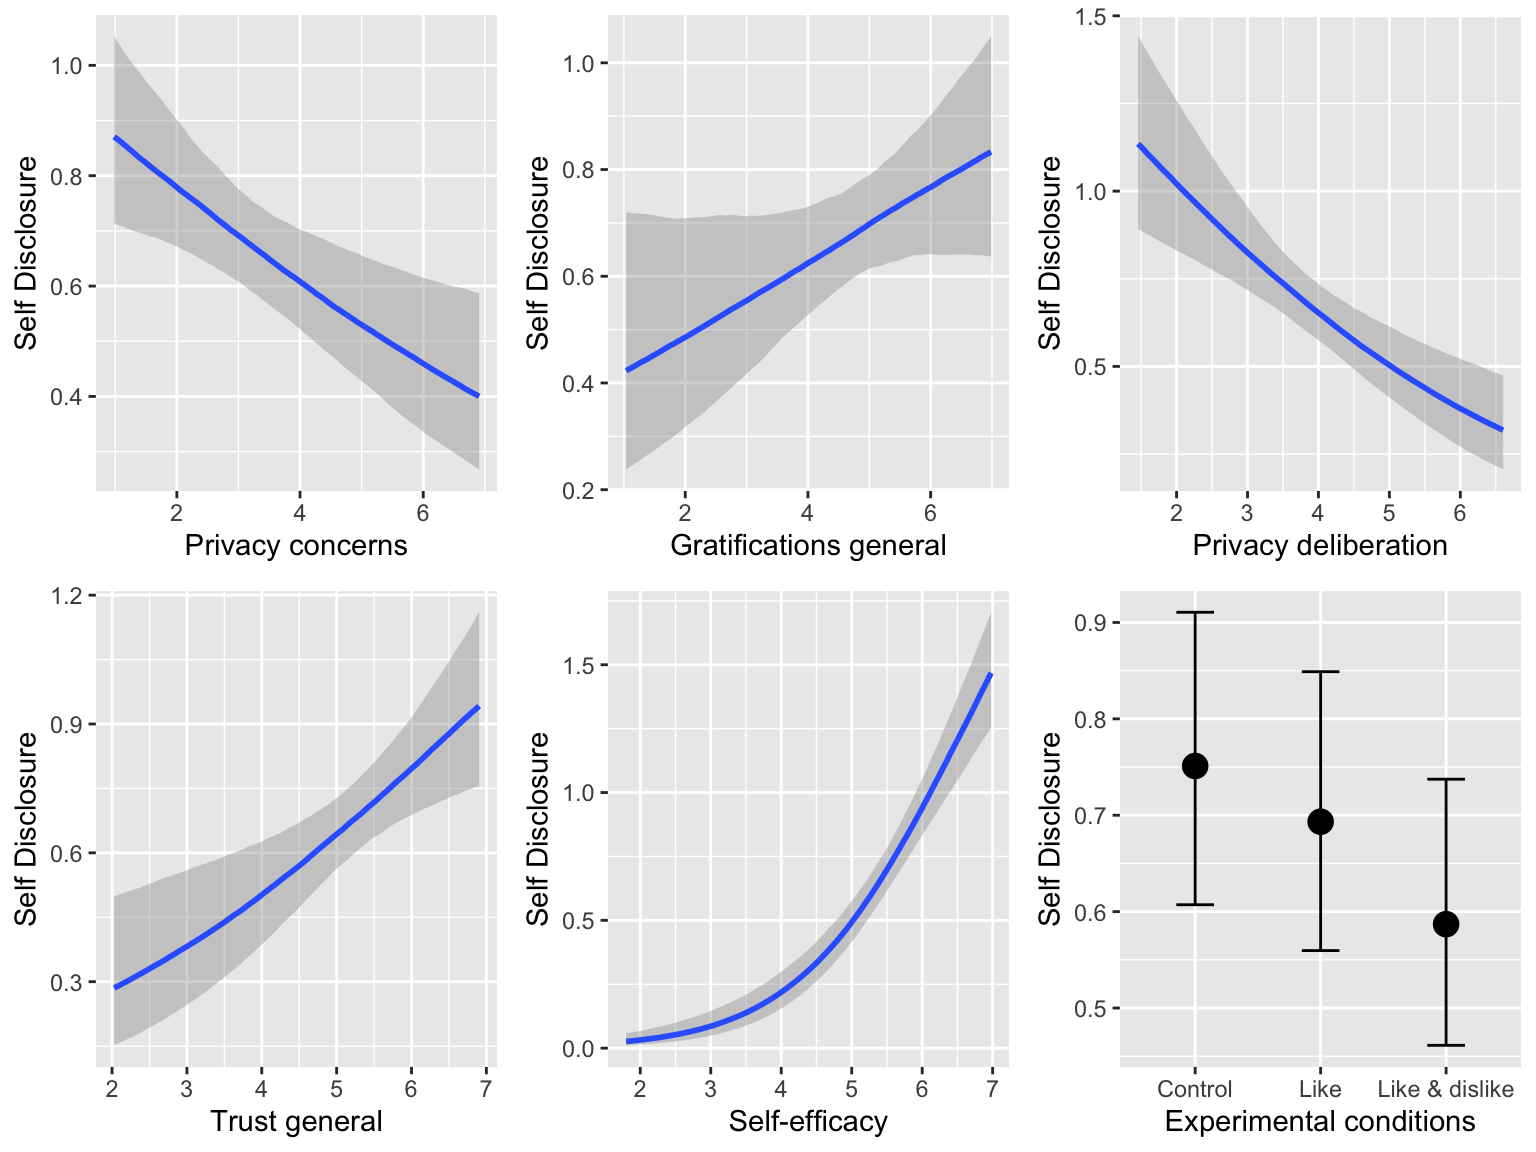 Self Disclosure
1.0
0.8
0.6
0.4
2 4 6
Privacy concerns
Self Disclosure
1.0
0.8
0.6
0.4
0.2
2 4 6
Gratifications general
Self Disclosure
1.5
1.0
0.5
2 3 4 5 6
Privacy deliberation
Self Disclosure
1.2
0.9
0.6
0.3
2 3 4 5 6 7
Trust general
Self Disclosure
1.5
1.0
0.5
0.0
2 3 4 5 6 7
Self-efficacy
Self Disclosure
0.9
0.8
0.7
0.6
0.5
Control Like Like & dislike
Experimental conditions